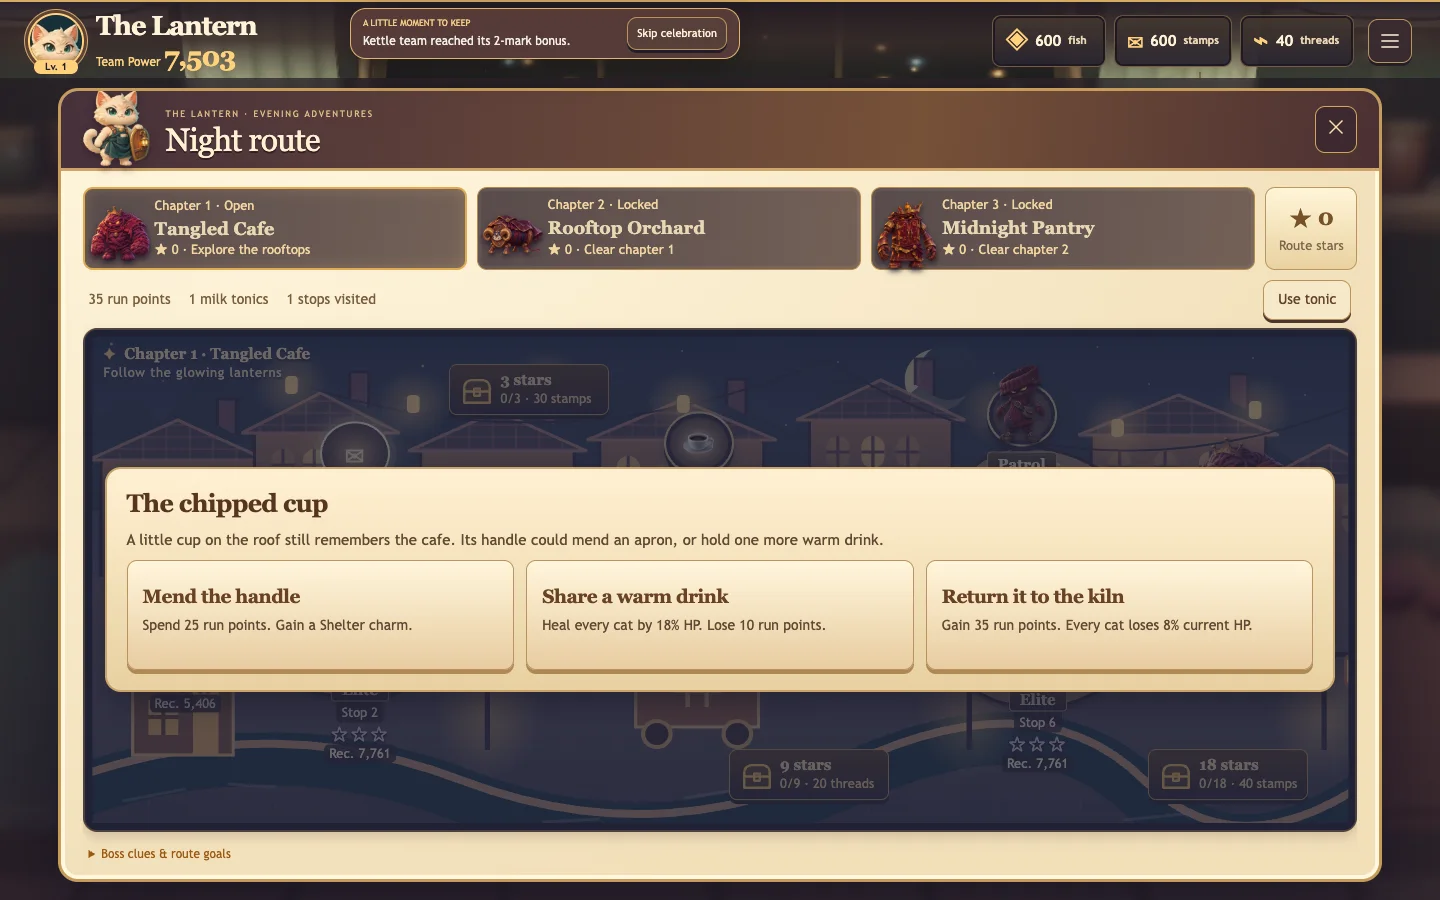 The Lantern
Lv. 1
Team Power 7,503
A LITTLE MOMENT TO KEEP
Kettle team reached its 2-mark bonus.
Skip celebration
600 fish
600 stamps
40 threads
THE LANTERN · EVENING ADVENTURES
Night route
Chapter 1 · Open
Tangled Cafe
★ 0 · Explore the rooftops
Chapter 2 · Locked
Rooftop Orchard
★ 0 · Clear chapter 1
Chapter 3 · Locked
Midnight Pantry
★ 0 · Clear chapter 2
★ 0
Route stars
35 run points 1 milk tonics 1 stops visited
Use tonic
Chapter 1 · Tangled Cafe
Follow the glowing lanterns
3 stars
0/3 · 30 stamps
Patrol
The chipped cup
A little cup on the roof still remembers the cafe. Its handle could mend an apron, or hold one more warm drink.
Mend the handle
Spend 25 run points. Gain a Shelter charm.
Share a warm drink
Heal every cat by 18% HP. Lose 10 run points.
Return it to the kiln
Gain 35 run points. Every cat loses 8% current HP.
Rec. 5,406
Elite
Stop 2
Rec. 7,761
Elite
Stop 6
Rec. 7,761
9 stars
0/9 · 20 threads
18 stars
0/18 · 40 stamps
Boss clues & route goals